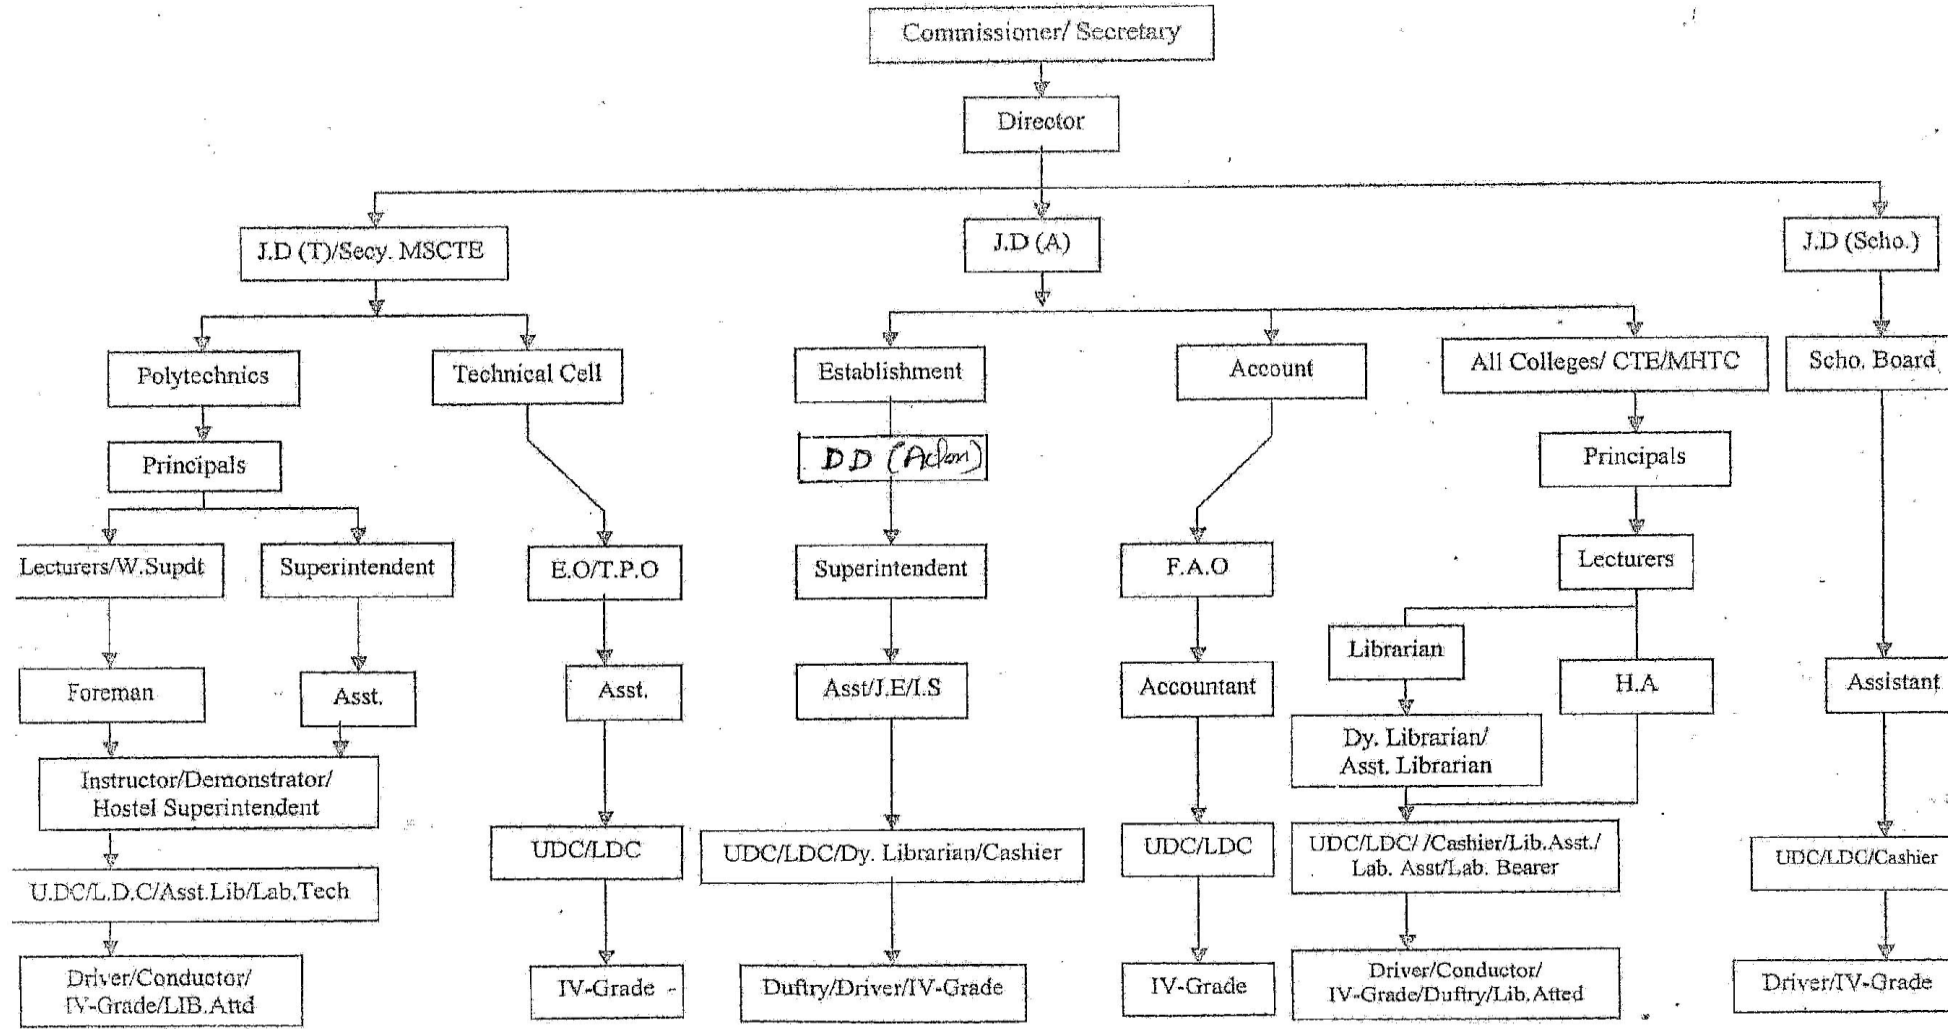 Commissioner/ Secretary
Director
J.D (T)/Secy. MSCTE
J.D (A)
J.D (Scho.)
Polytechnics
Technical Cell
Establishment
Account
All Colleges/ CTE/MHTC
Scho. Board
Principals
DD (Adm)
Principals
Lecturers/W.Supdt
Superintendent
E.O/T.P.O
Superintendent
F.A.O
Lecturers
Librarian
Foreman
Asst.
Asst.
Asst/J.E/I.S
Accountant
H.A
Assistant
Dy. Librarian/
Asst. Librarian
Instructor/Demonstrator/
Hostel Superintendent
UDC/LDC
UDC/LDC/Dy. Librarian/Cashier
UDC/LDC
UDC/LDC/ /Cashier/Lib.Asst./
Lab. Asst/Lab. Bearer
UDC/LDC/Cashier
U.DC/L.D.C/Asst.Lib/Lab.Tech
Driver/Conductor/
IV-Grade/LIB.Attd
IV-Grade
Duftry/Driver/IV-Grade
IV-Grade
Driver/Conductor/
IV-Grade/Duftry/Lib.Atted
Driver/IV-Grade